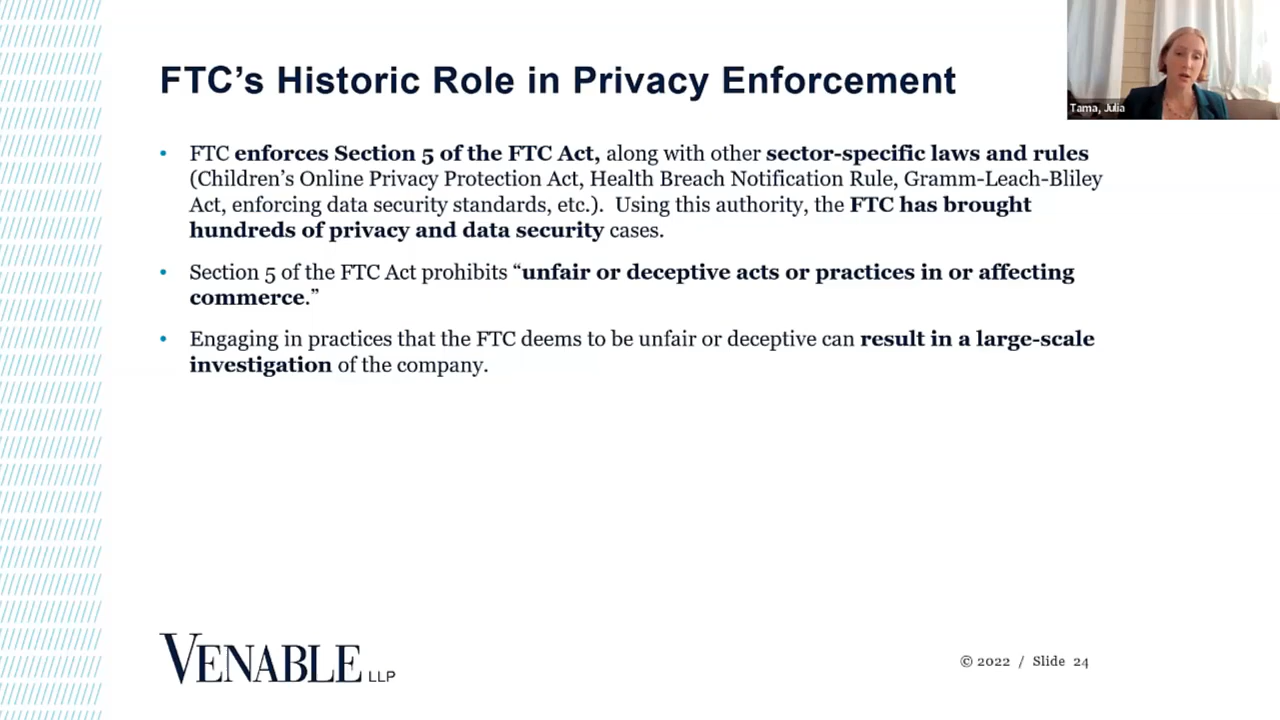 FTC’s Historic Role in Privacy Enforcement
Tama, Julia
• FTC enforces Section 5 of the FTC Act, along with other sector-specific laws and rules
(Children’s Online Privacy Protection Act, Health Breach Notification Rule, Gramm-Leach-Bliley
Act, enforcing data security standards, etc.).  Using this authority, the FTC has brought
hundreds of privacy and data security cases.
• Section 5 of the FTC Act prohibits “unfair or deceptive acts or practices in or affecting
commerce.”
• Engaging in practices that the FTC deems to be unfair or deceptive can result in a large-scale
investigation of the company.
VENABLE LLP
© 2022 / Slide 24